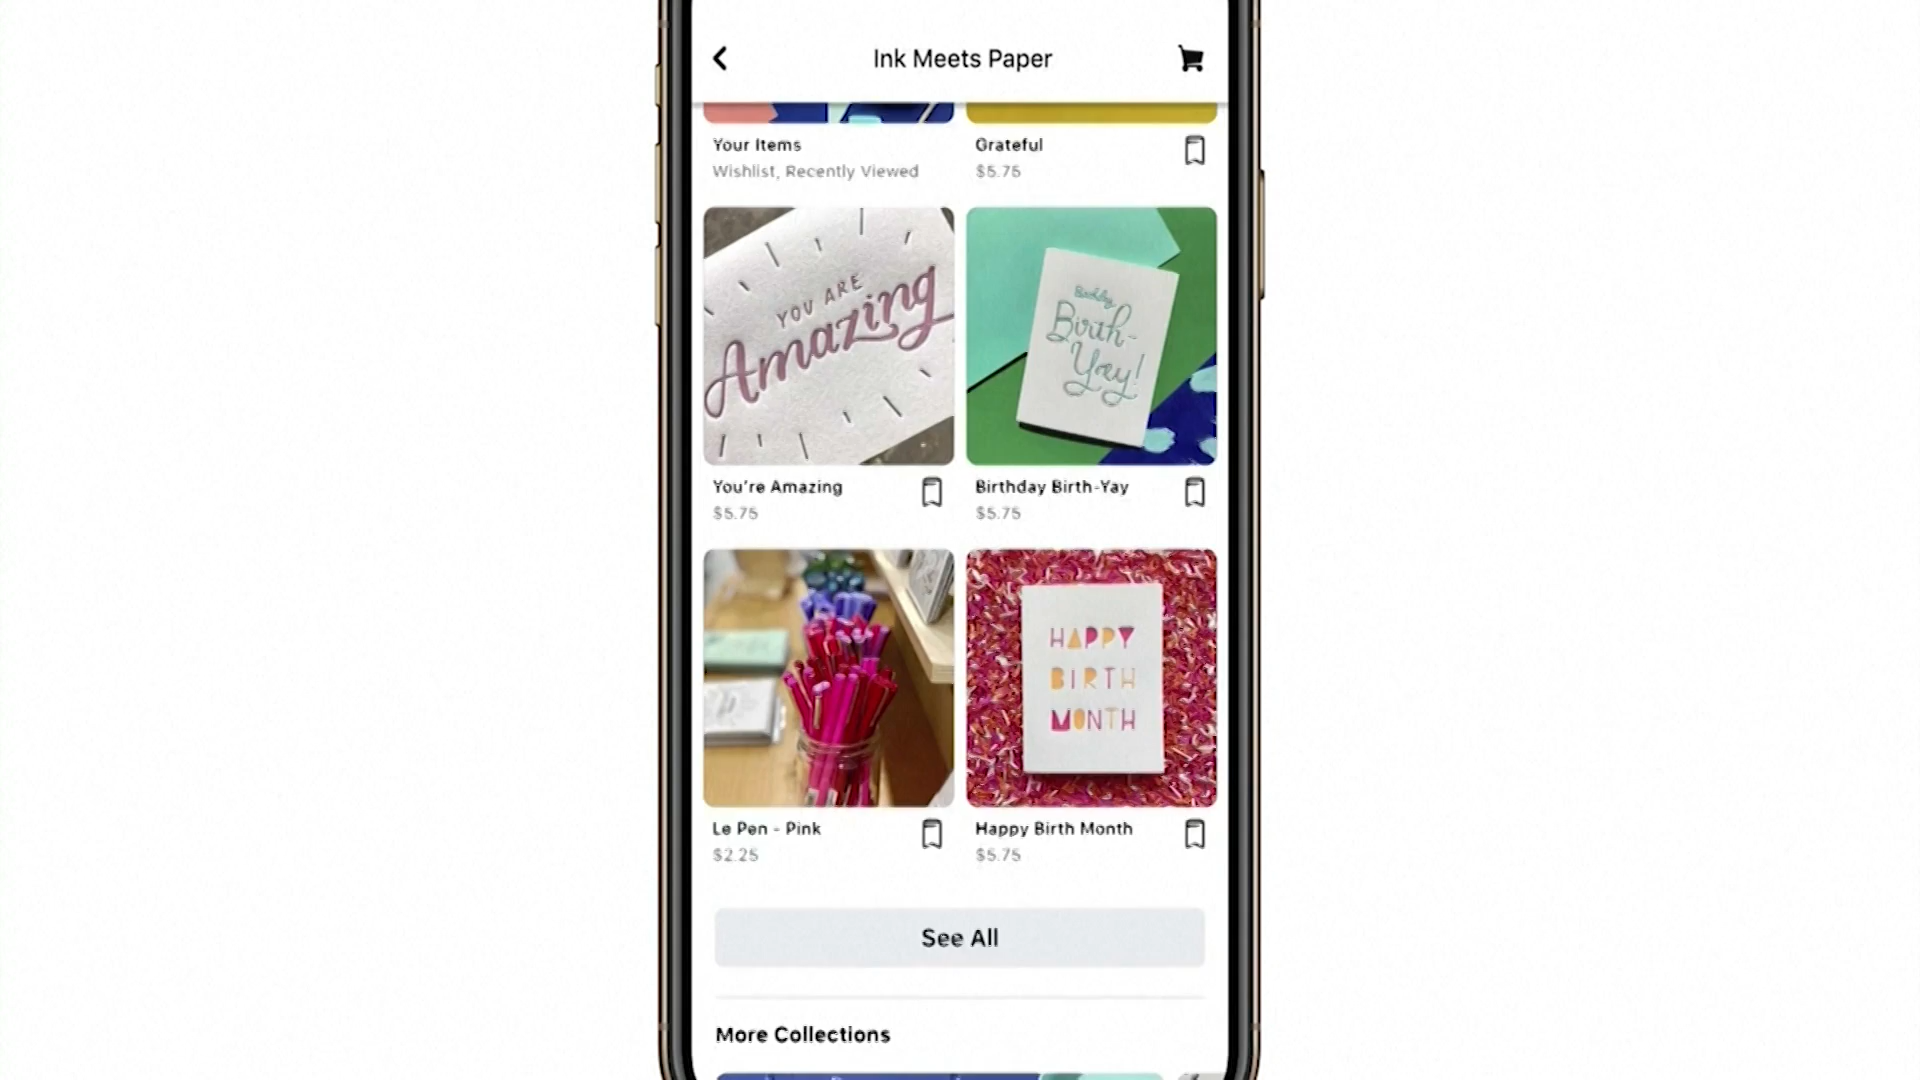 Ink Meets Paper
Your Items
Wishlist, Recently Viewed
Grateful
$5.75
YOU ARE
Amazing
Birthday
Birth-
Yay!
You're Amazing
$5.75
Birthday Birth-Yay
$5.75
HAPPY
BIRTH
MONTH
Le Pen - Pink
$2.25
Happy Birth Month
$5.75
See All
More Collections